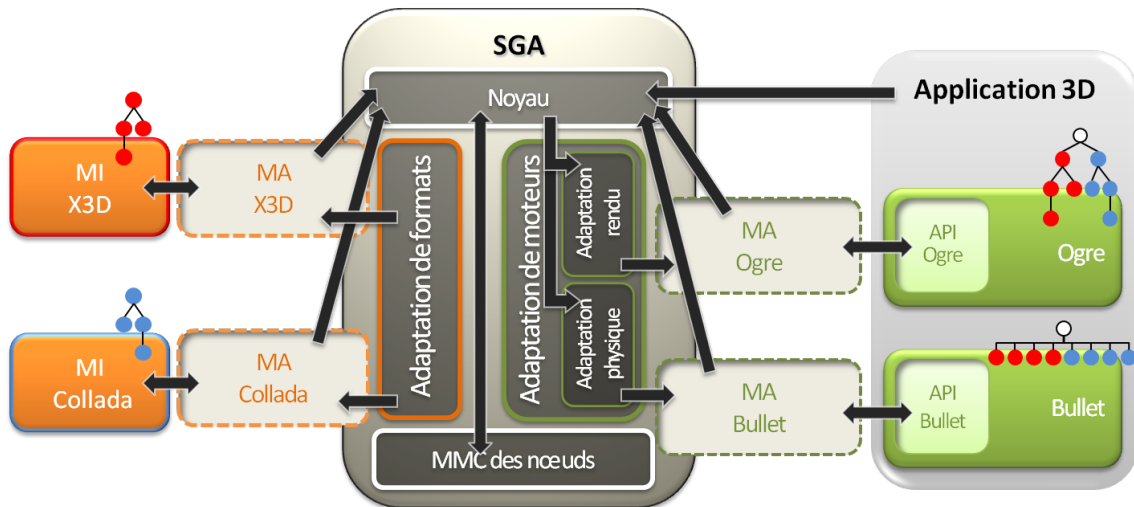 SGA
Noyau
Application 3D
MI
X3D
MA
X3D
Adaptation de formats
Adaptation de moteurs
Adaptation
rendu
Adaptation
physique
MA
Ogre
API
Ogre
Ogre
MI
Collada
MA
Collada
MA
Bullet
API
Bullet
Bullet
MMC des nœuds